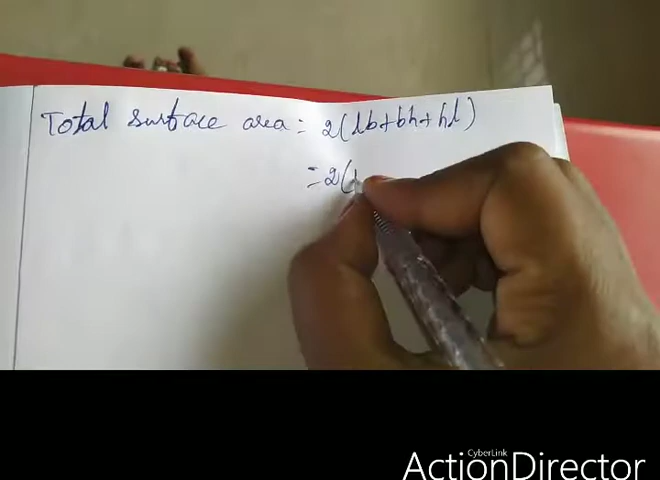 Total surface area = 2(lb+bh+hl)
= 2(
CyberLink
ActionDirector